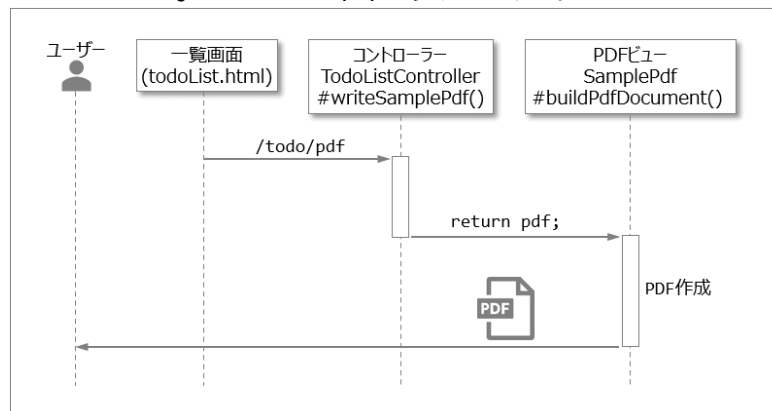 ユーザー
一覧画面
(todoList.html)
コントローラー
TodoListController
#writeSamplePdf()
PDFビュー
SamplePdf
#buildPdfDocument()
/todo/pdf
return pdf;
PDF
PDF作成